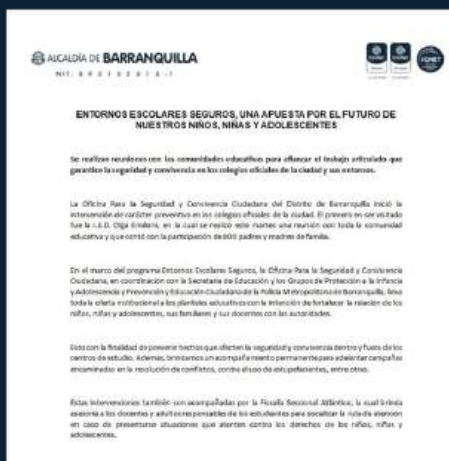 ALCALDÍA DE BARRANQUILLA
ENTORNOS ESCOLARES SEGUROS, UNA APUESTA POR EL FUTURO DE
NUESTROS NIÑOS, NIÑAS Y ADOLESCENTES
Se realizan reuniones con las comunidades educativas para afianzar el trabajo articulado que
garantice la seguridad y convivencia en los colegios oficiales de la ciudad y sus entornos.
La Oficina Para la Seguridad y Convivencia Ciudadana del Distrito de Barranquilla inició la
intervención de carácter preventivo en los colegios oficiales de la ciudad. El primero en ser visitado
fue la I.E.D. Olga Emiliani, en la cual se realizó este martes una reunión con toda la comunidad
educativa y que contó con la participación de 800 padres y madres de familia.
En el marco del programa Entornos Escolares Seguros, la Oficina Para la Seguridad y Convivencia
Ciudadana, en coordinación con la Secretaría de Educación y los Grupos de Protección a la Infancia
y Adolescencia y Prevención y Educación Ciudadana de la Policía Metropolitana de Barranquilla, lleva
toda la oferta institucional a los planteles educativos con la intención de fortalecer la relación de los
niños, niñas y adolescentes, sus familiares y sus docentes con las autoridades.
Esto con la finalidad de prevenir hechos que afecten la seguridad y convivencia dentro y fuera de los
centros de estudio. Además, brindamos un acompañamiento permanente para adelantar campañas
encaminadas en la resolución de conflictos, contra el uso de estupefacientes, entre otros.
Estas intervenciones también son acompañadas por la Fiscalía Seccional Atlántico, la cual brinda
asesoría a los docentes y adultos responsables de los estudiantes para socializar la ruta de atención
en caso de presentarse situaciones que atenten contra los derechos de los niños, niñas y
adolescentes.